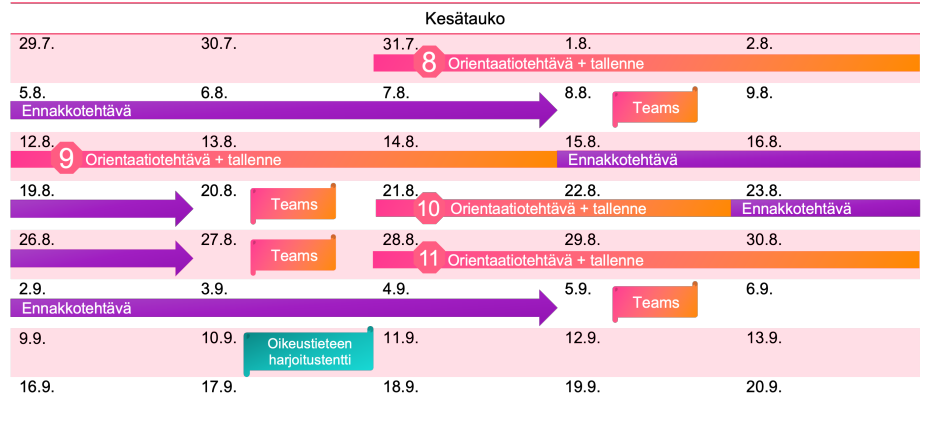 Kesätauko
29.7. 30.7. 31.7. 1.8. 2.8.
8 Orientaatiotehtävä + tallenne
5.8. 6.8. 7.8. 8.8. 9.8.
Ennakkotehtävä Teams
12.8. 13.8. 14.8. 15.8. 16.8.
9 Orientaatiotehtävä + tallenne Ennakkotehtävä
19.8. 20.8. 21.8. 22.8. 23.8.
Teams 10 Orientaatiotehtävä + tallenne Ennakkotehtävä
26.8. 27.8. 28.8. 29.8. 30.8.
Teams 11 Orientaatiotehtävä + tallenne
2.9. 3.9. 4.9. 5.9. 6.9.
Ennakkotehtävä Teams
9.9. 10.9. 11.9. 12.9. 13.9.
Oikeustieteen
harjoitustentti
16.9. 17.9. 18.9. 19.9. 20.9.